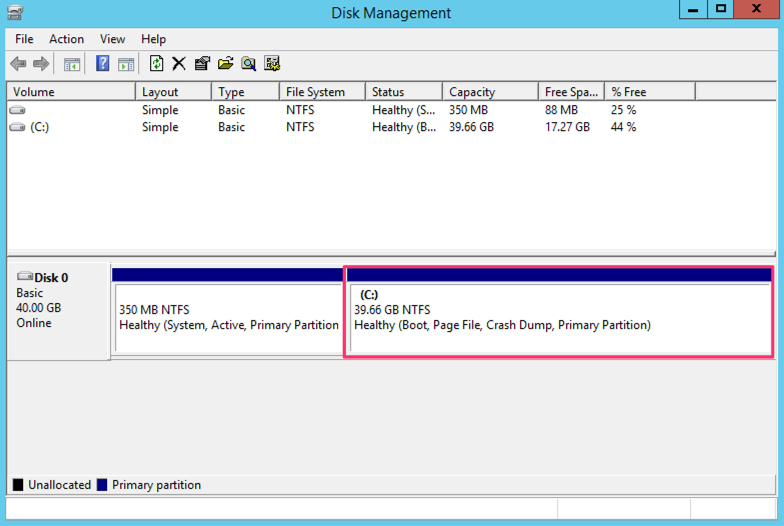 Disk Management
File Action View Help
Volume Layout Type File System Status Capacity Free Spa... % Free
Simple Basic NTFS Healthy (S... 350 MB 88 MB 25 %
(C:) Simple Basic NTFS Healthy (B... 39.66 GB 17.27 GB 44 %
Disk 0
Basic
40.00 GB
Online
350 MB NTFS
Healthy (System, Active, Primary Partition
(C:)
39.66 GB NTFS
Healthy (Boot, Page File, Crash Dump, Primary Partition)
Unallocated Primary partition